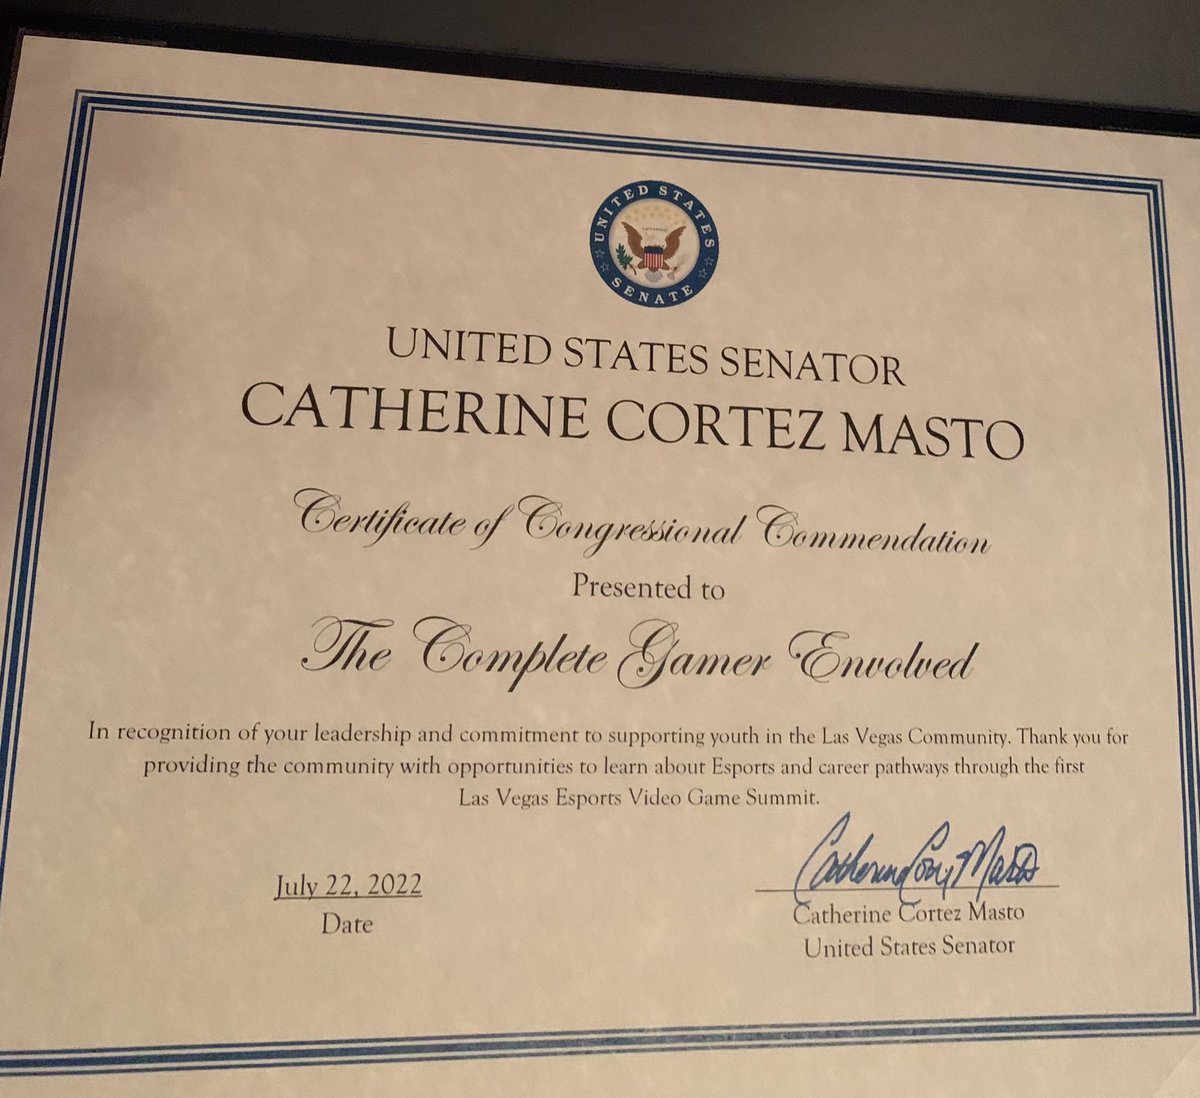 UNITED STATES
SENATE
UNITED STATES SENATOR
CATHERINE CORTEZ MASTO
Certificate of Congressional Commendation
Presented to
The Complete Gamer Envolved
In recognition of your leadership and commitment to supporting youth in the Las Vegas Community. Thank you for
providing the community with opportunities to learn about Esports and career pathways through the first
Las Vegas Esports Video Game Summit.
July 22, 2022
Date
Catherine Cortez Masto
Catherine Cortez Masto
United States Senator